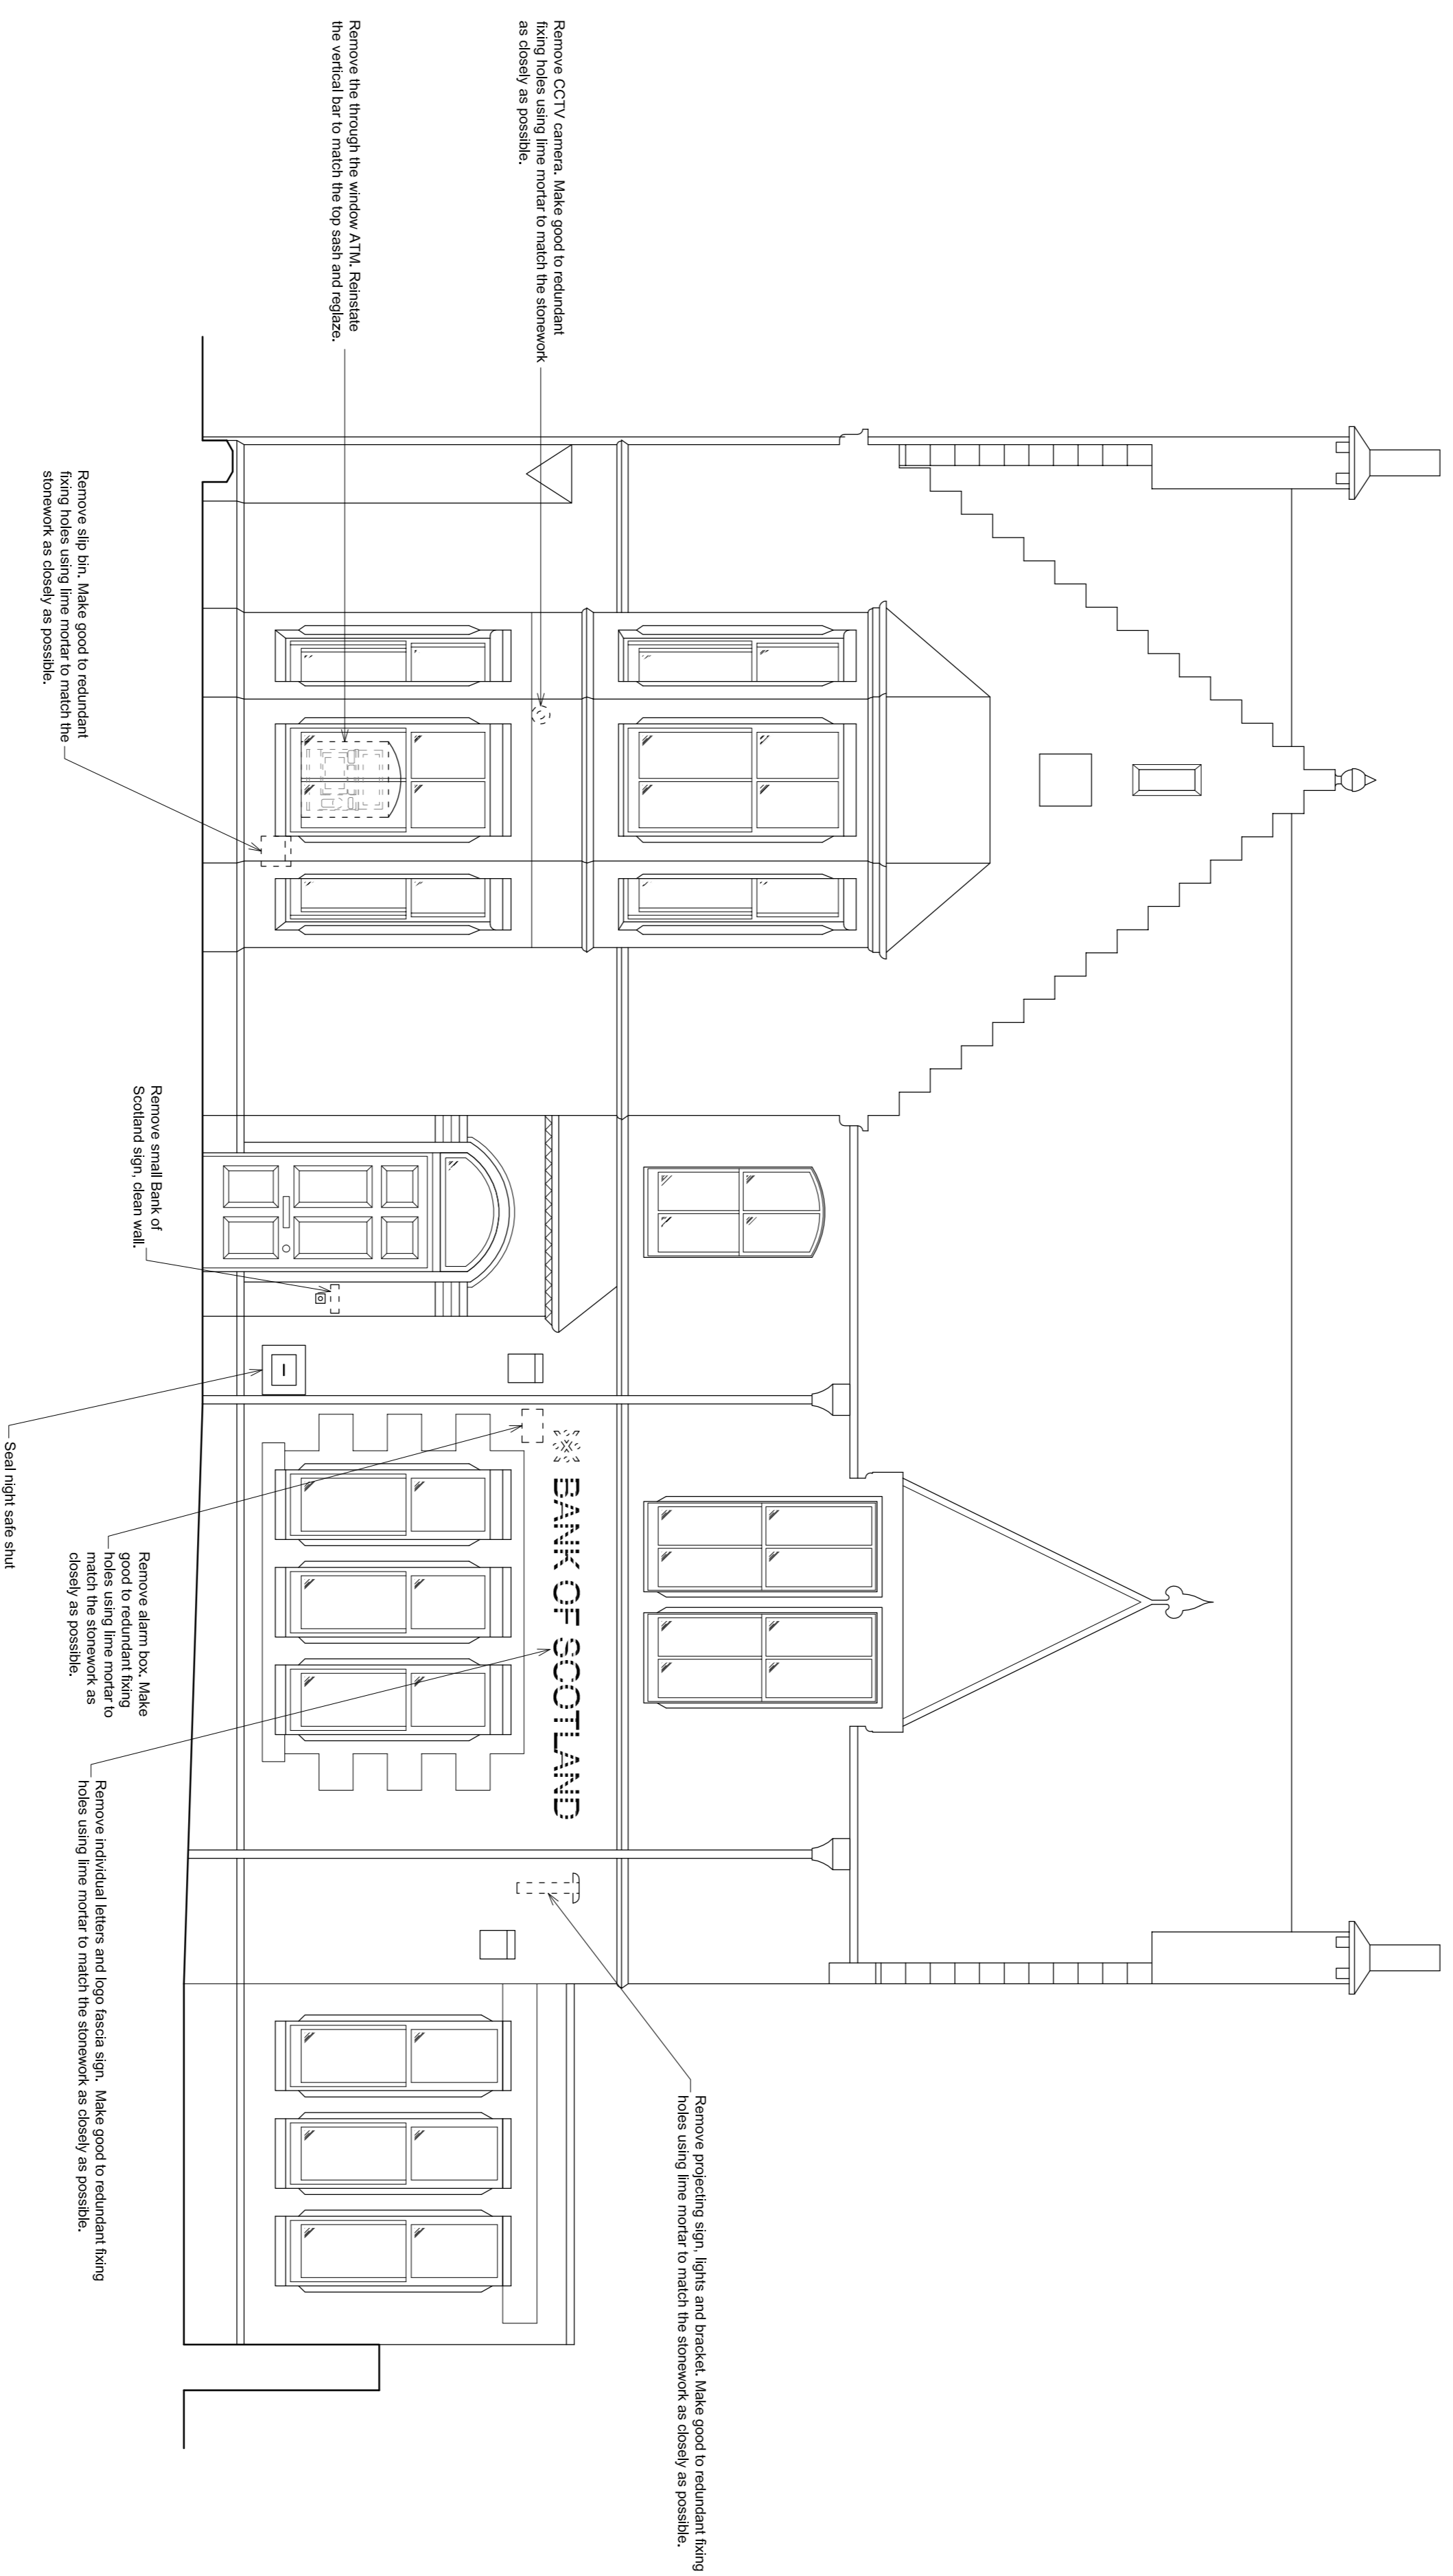 Remove CCTV camera. Make good to redundant
fixing holes using lime mortar to match the stonework
as closely as possible.
Remove the through the window ATM. Reinstate
the vertical bar to match the top sash and reglaze.
Remove slip bin. Make good to redundant
fixing holes using lime mortar to match the
stonework as closely as possible.
Remove small Bank of
Scotland sign, clean wall.
Seal night safe shut
BANK OF SCOTLAND
Remove alarm box. Make
good to redundant fixing
holes using lime mortar to
match the stonework as
closely as possible.
Remove individual letters and logo fascia sign. Make good to redundant fixing
holes using lime mortar to match the stonework as closely as possible.
Remove projecting sign, lights and bracket. Make good to redundant fixing
holes using lime mortar to match the stonework as closely as possible.